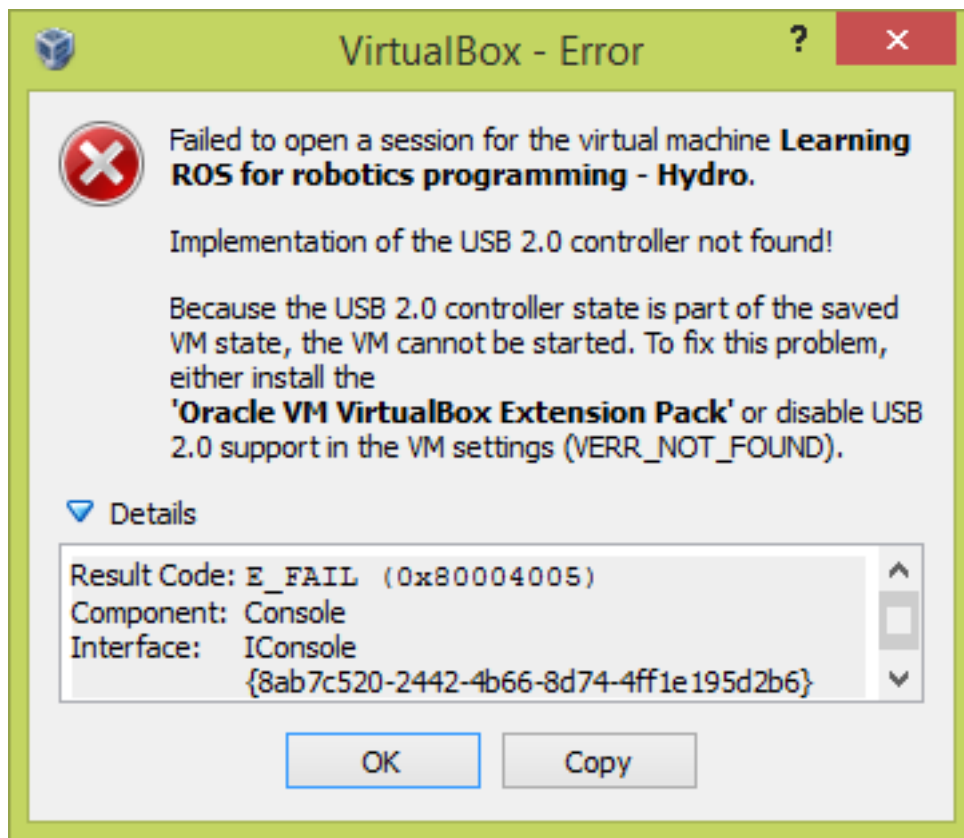 VirtualBox - Error ? ×
Failed to open a session for the virtual machine Learning
ROS for robotics programming - Hydro.
Implementation of the USB 2.0 controller not found!
Because the USB 2.0 controller state is part of the saved
VM state, the VM cannot be started. To fix this problem,
either install the
'Oracle VM VirtualBox Extension Pack' or disable USB
2.0 support in the VM settings (VERR_NOT_FOUND).
Details
Result Code: E_FAIL (0x80004005)
Component: Console
Interface: IConsole
{8ab7c520-2442-4b66-8d74-4ff1e195d2b6}
OK Copy